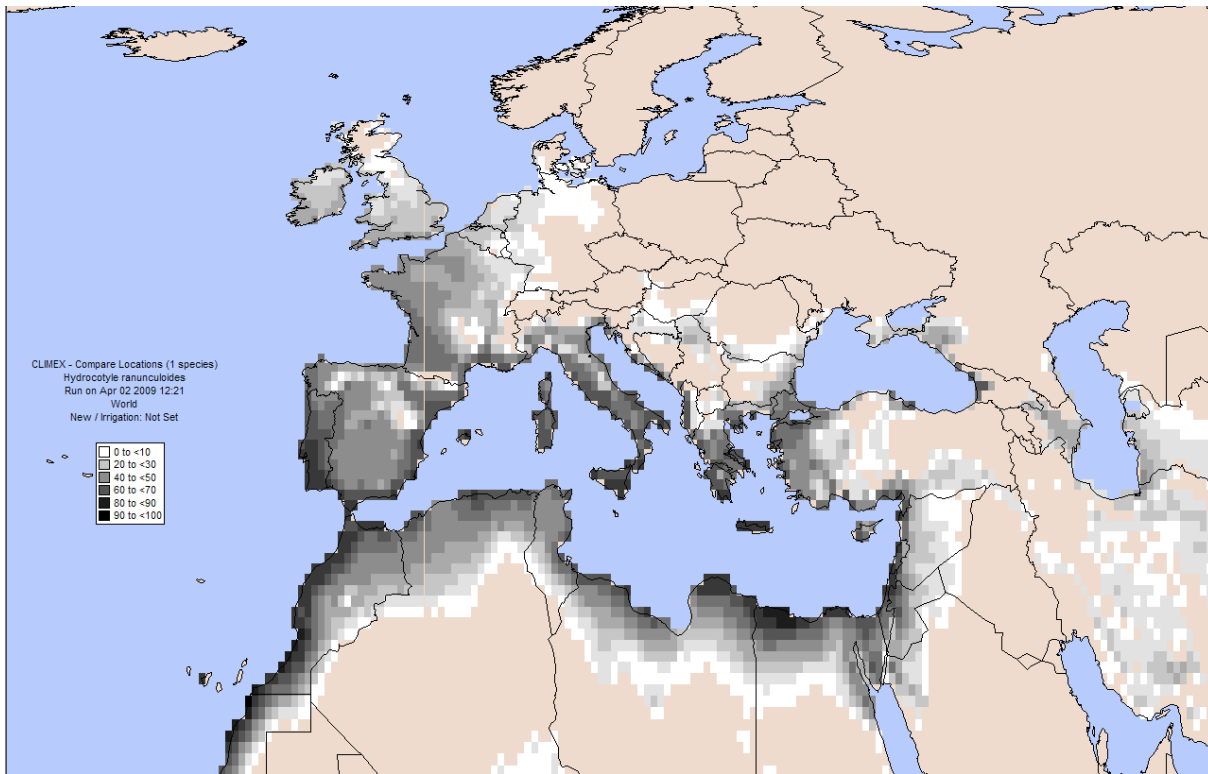 CLIMEX - Compare Locations (1 species)
Hydrocotyle ranunculoides
Run on Apr 02 2009 12:21
World
New / Irrigation: Not Set
0 to <10
20 to <30
40 to <50
60 to <70
80 to <90
90 to <100